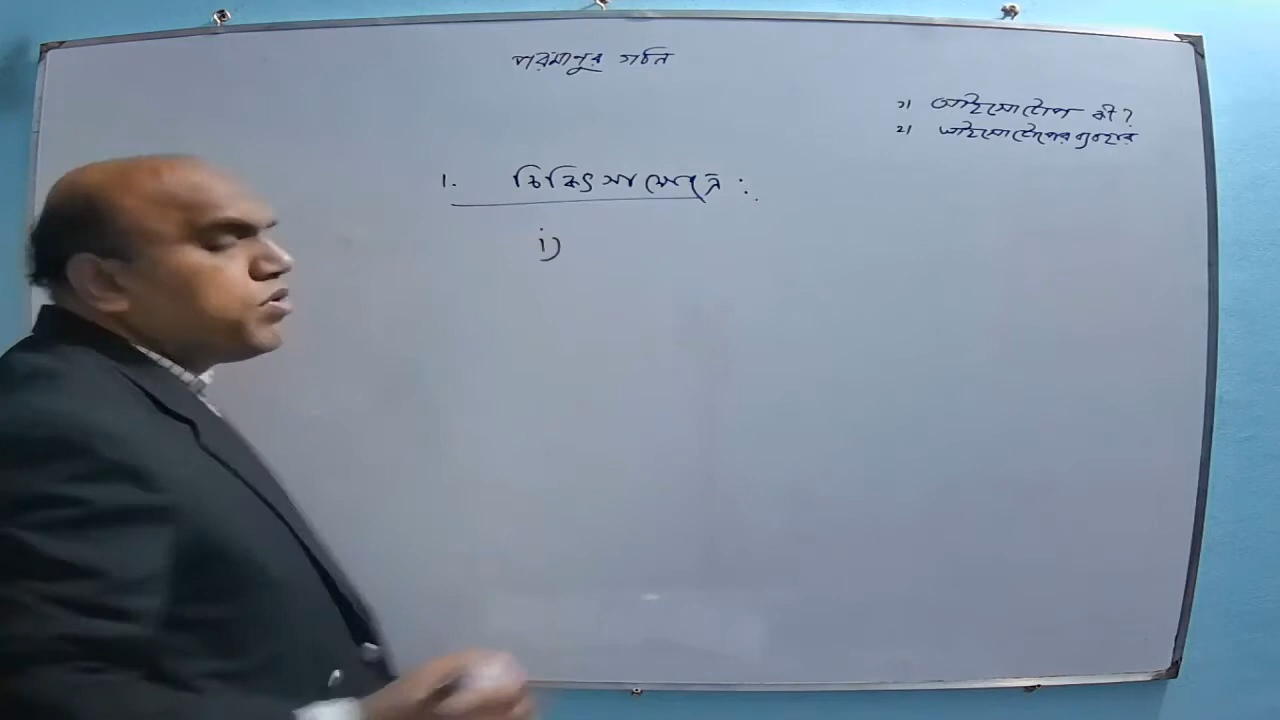 পরমাণুর গঠন
১। আইসোটোপ কী?
২। আইসোটোপের ব্যবহার
1. চিকিৎসা ক্ষেত্রে :
i)